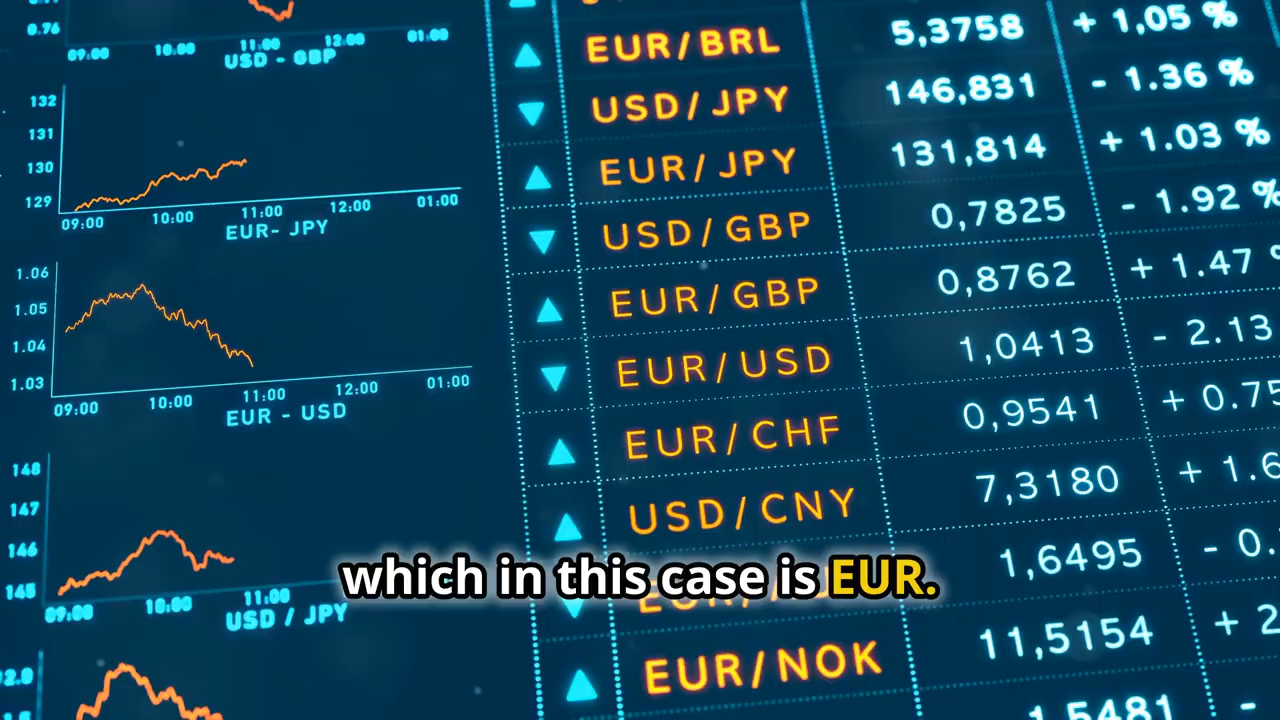 0.76
09:00 10.00 11:00 12:00 01:00
USD - GBP
132
131
130
129
09:00 10:00 11:00 12:00 01:00
EUR- JPY
1.06
1.05
1.04
1.03
09:00 10:00 11:00 12:00 01:00
EUR - USD
148
147
146
145
09:00 10:00 11:00
USD / JPY
EUR/BRL 5,3758 + 1,05 %
USD/JPY 146,831 - 1.36 %
EUR/JPY 131,814 + 1.03 %
USD/GBP 0,7825 - 1.92 %
EUR/GBP 0,8762 + 1.47
EUR/USD 1,0413 - 2.13
EUR/CHF 0,9541 + 0.75
USD/CNY 7,3180 + 1.6
1,6495 - 0.
EUR/NOK 11,5154 + 2
1,5481 -
which in this case is EUR.